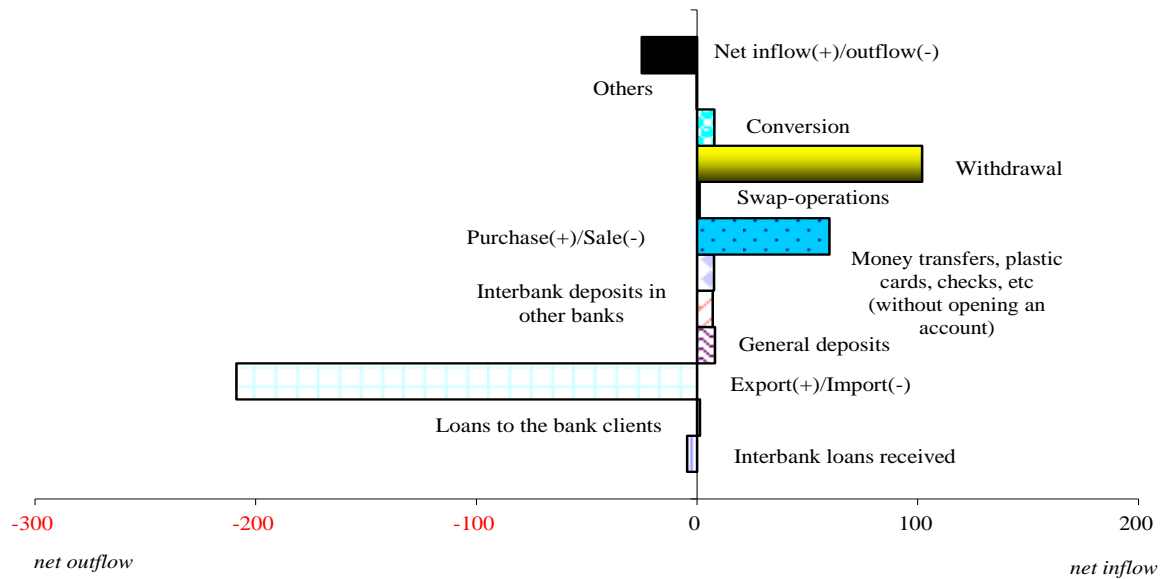 Net inflow(+)/outflow(-)
Others
Conversion
Withdrawal
Swap-operations
Purchase(+)/Sale(-)
Money transfers, plastic
cards, checks, etc
(without opening an
account)
Interbank deposits in
other banks
General deposits
Export(+)/Import(-)
Loans to the bank clients
Interbank loans received
-300 -200 -100 0 100 200
net outflow net inflow